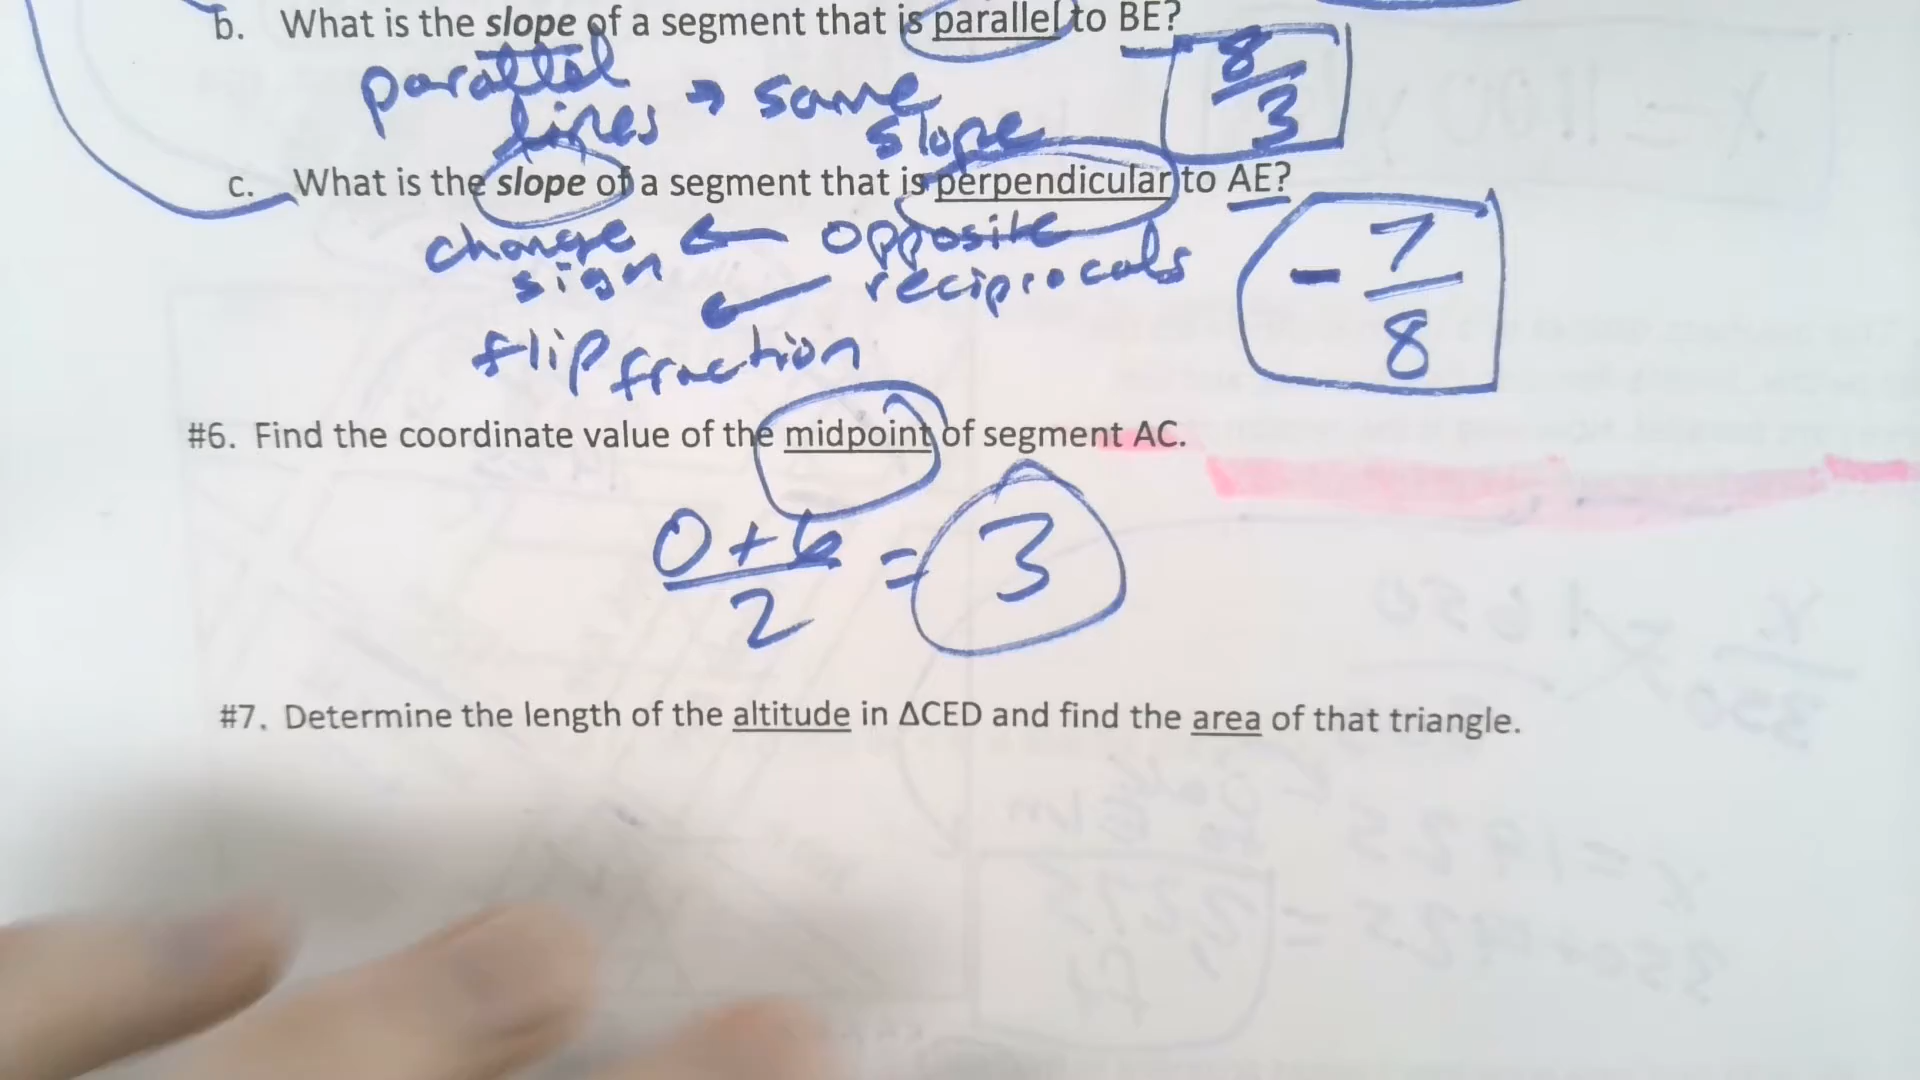 b. What is the slope of a segment that is parallel to BE?
parallel lines → same slope
- 8/3
c. What is the slope of a segment that is perpendicular to AE?
change sign ← opposite reciprocals
flip fraction
- 7/8
#6. Find the coordinate value of the midpoint of segment AC.
0+6/2 = 3
#7. Determine the length of the altitude in ΔCED and find the area of that triangle.